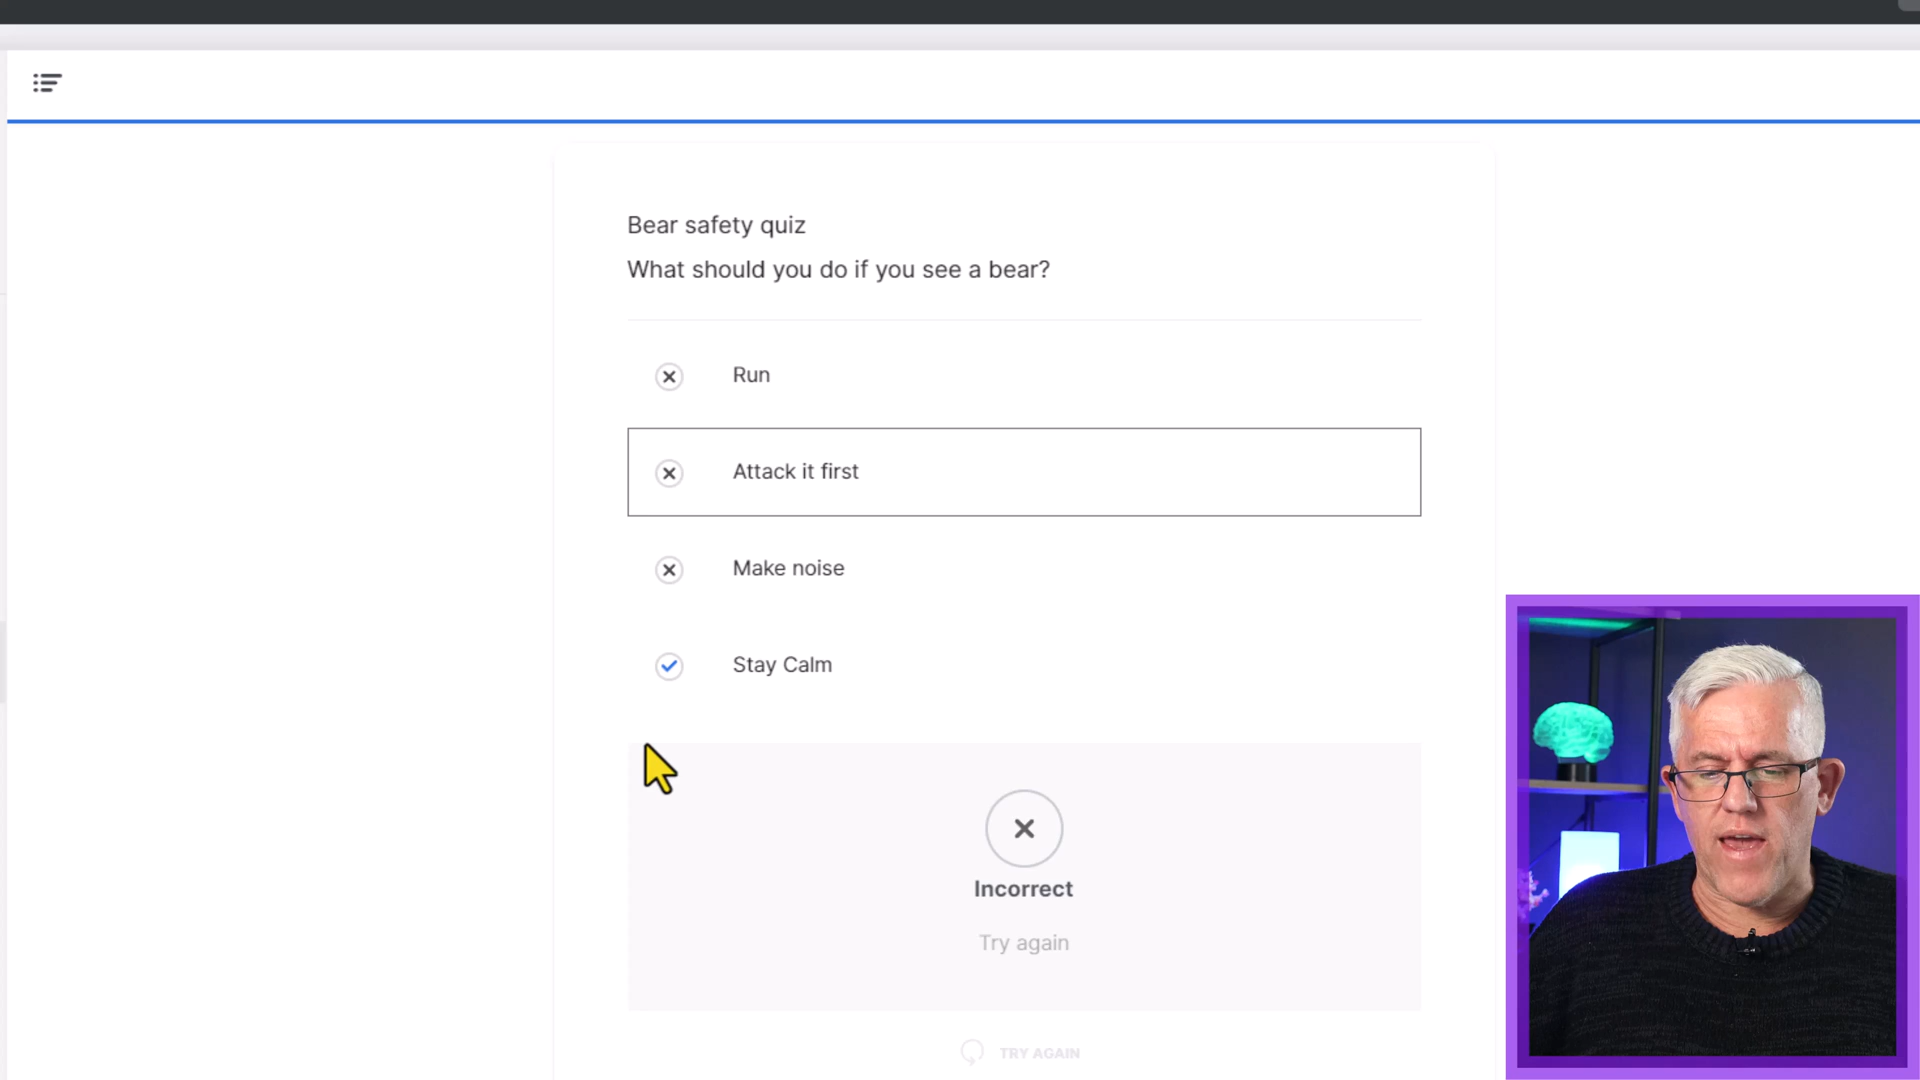 Bear safety quiz
What should you do if you see a bear?
Run
Attack it first
Make noise
Stay Calm
Incorrect
Try again
TRY AGAIN